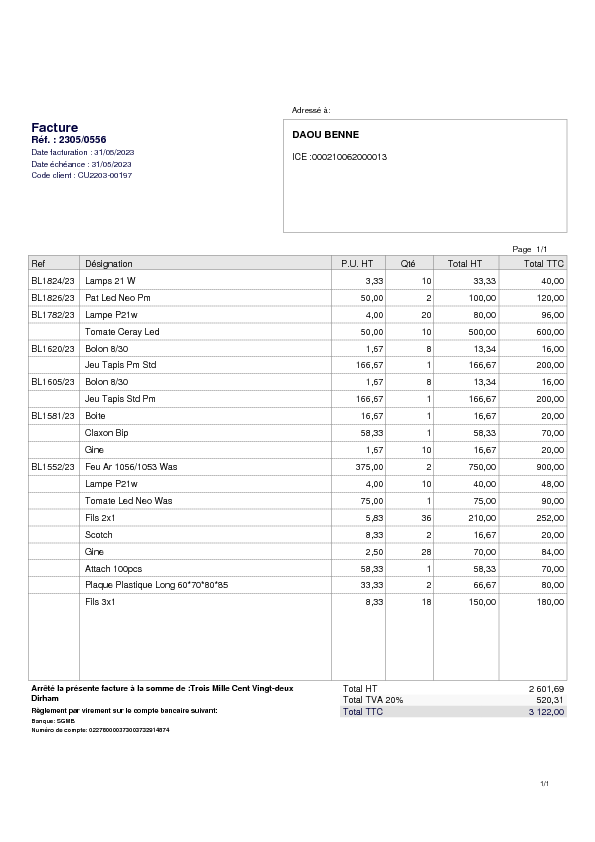 Adressé à:
Facture
Réf. : 2305/0556
Date facturation : 31/05/2023
Date échéance : 31/05/2023
Code client : CU2203-00197
DAOU BENNE
ICE :000210062000013
Page 1/1
Ref Désignation P.U. HT Qté Total HT Total TTC
BL1824/23 Lamps 21 W 3,33 10 33,33 40,00
BL1826/23 Pat Led Neo Pm 50,00 2 100,00 120,00
BL1782/23 Lampe P21w 4,00 20 80,00 96,00
Tomate Ceray Led 50,00 10 500,00 600,00
BL1620/23 Bolon 8/30 1,67 8 13,34 16,00
Jeu Tapis Pm Std 166,67 1 166,67 200,00
BL1605/23 Bolon 8/30 1,67 8 13,34 16,00
Jeu Tapis Std Pm 166,67 1 166,67 200,00
BL1581/23 Boite 16,67 1 16,67 20,00
Claxon Bip 58,33 1 58,33 70,00
Gine 1,67 10 16,67 20,00
BL1552/23 Feu Ar 1056/1053 Was 375,00 2 750,00 900,00
Lampe P21w 4,00 10 40,00 48,00
Tomate Led Neo Was 75,00 1 75,00 90,00
Fils 2x1 5,83 36 210,00 252,00
Scotch 8,33 2 16,67 20,00
Gine 2,50 28 70,00 84,00
Attach 100pcs 58,33 1 58,33 70,00
Plaque Plastique Long 60*70*80*85 33,33 2 66,67 80,00
Fils 3x1 8,33 18 150,00 180,00
Arrêté la présente facture à la somme de :Trois Mille Cent Vingt-deux
Dirham
Règlement par virement sur le compte bancaire suivant:
Banque: SGMB
Numéro de compte:
Total HT 2 601,69
Total TVA 20% 520,31
Total TTC 3 122,00
1/1